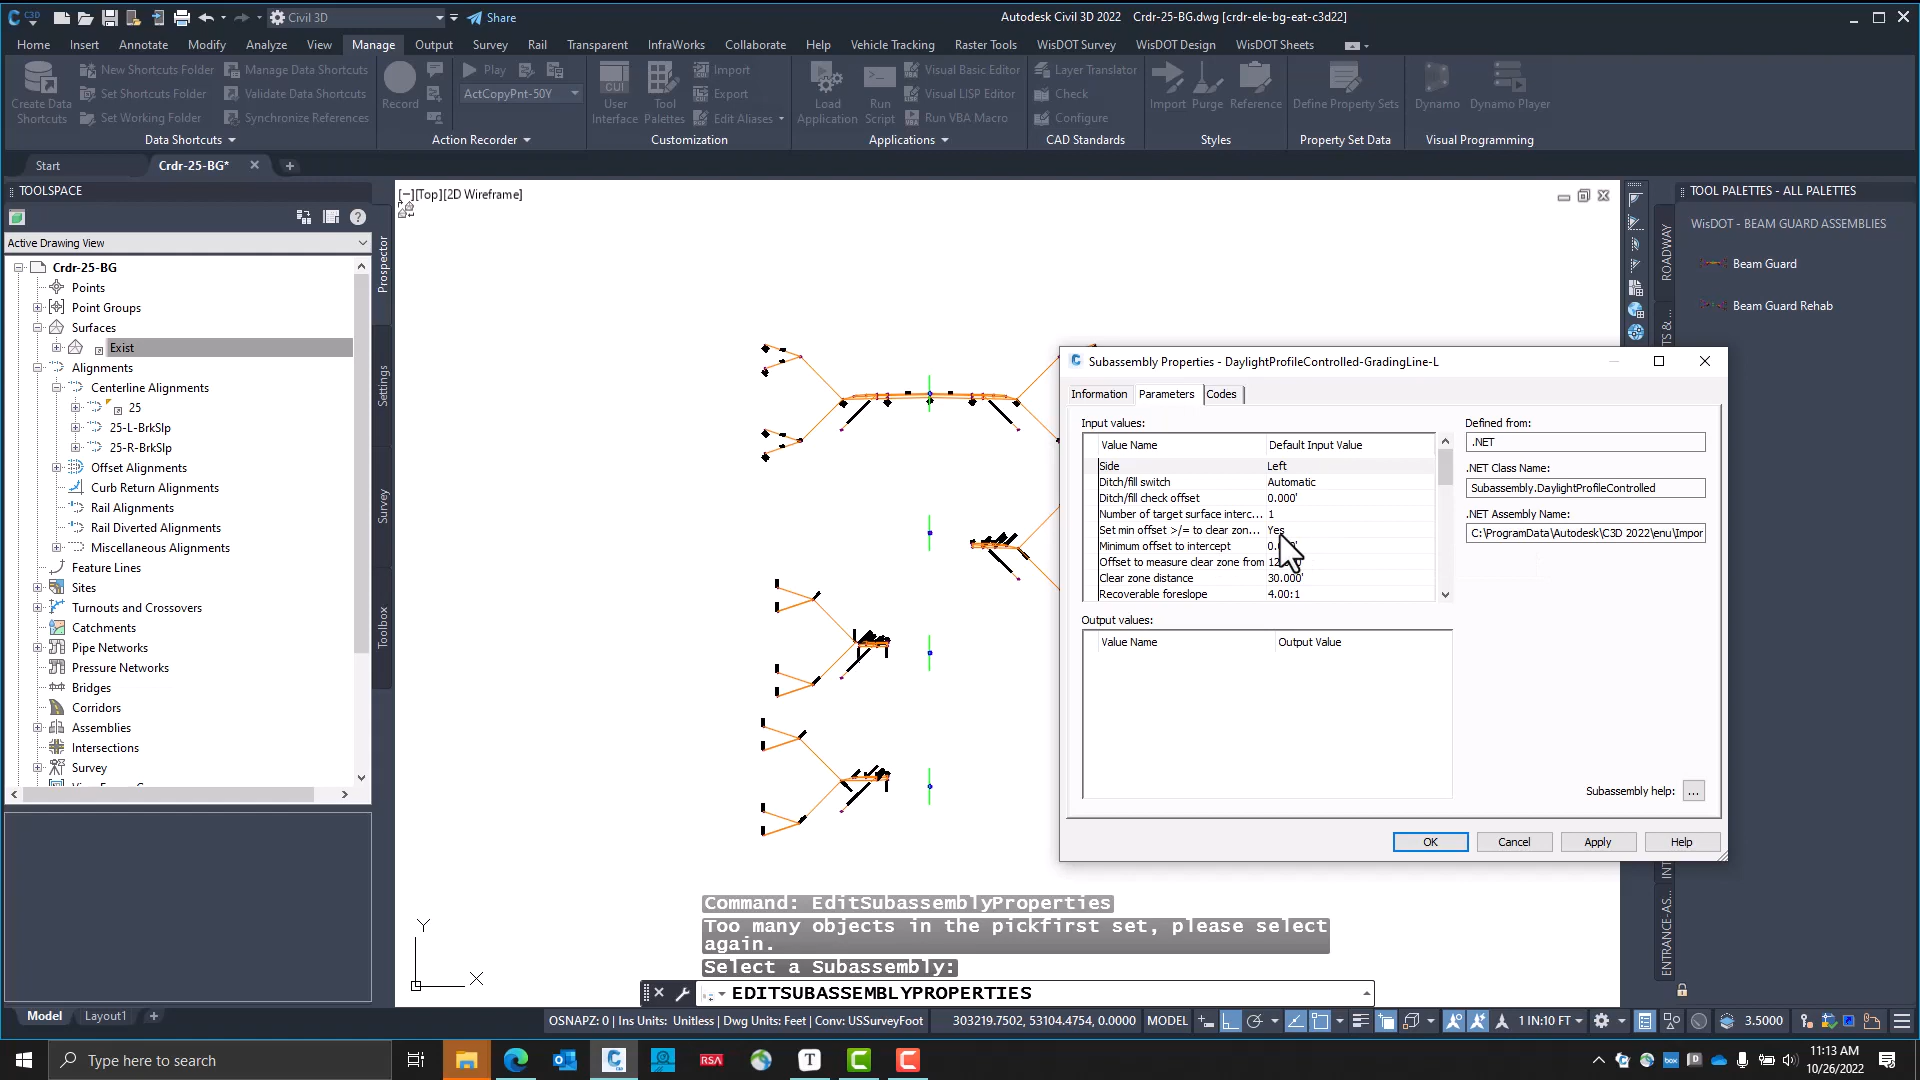 C3D Civil 3D Share Autodesk Civil 3D 2022 Crdr-25-BG.dwg [crdr-ele-bg-eat-c3d22]
Home Insert Annotate Modify Analyze View Manage Output Survey Rail Transparent InfraWorks Collaborate Help Vehicle Tracking Raster Tools WisDOT Survey WisDOT Design WisDOT Sheets
New Shortcuts Folder Manage Data Shortcuts Play Import Visual Basic Editor Layer Translator
Set Shortcuts Folder Validate Data Shortcuts ActCopyPnt-50Y Export Visual LISP Editor Check
Set Working Folder Synchronize References Edit Aliases Run VBA Macro Configure
Create Data Shortcuts Record User Interface Tool Palettes Load Application Run Script Import Purge Reference Define Property Sets Dynamo Dynamo Player
Data Shortcuts Action Recorder Customization Applications CAD Standards Styles Property Set Data Visual Programming
Start Crdr-25-BG*
TOOLSPACE
Active Drawing View
Crdr-25-BG
Points
Point Groups
Surfaces
Exist
Alignments
Centerline Alignments
25
25-L-BrkSlp
25-R-BrkSlp
Offset Alignments
Curb Return Alignments
Rail Alignments
Rail Diverted Alignments
Miscellaneous Alignments
Feature Lines
Sites
Turnouts and Crossovers
Catchments
Pipe Networks
Pressure Networks
Bridges
Corridors
Assemblies
Intersections
Survey
Prospector
Settings
Survey
Toolbox
[−][Top][2D Wireframe]
TOOL PALETTES - ALL PALETTES
WisDOT - BEAM GUARD ASSEMBLIES
Beam Guard
Beam Guard Rehab
ROADWAY
ENTRANCE-AS...
Subassembly Properties - DaylightProfileControlled-GradingLine-L
Information Parameters Codes
Input values:
Value Name Default Input Value
Side Left
Ditch/fill switch Automatic
Ditch/fill check offset 0.000'
Number of target surface interc... 1
Set min offset >/= to clear zon... Yes
Minimum offset to intercept
Offset to measure clear zone from
Clear zone distance 30.000'
Recoverable foreslope 4.00:1
Output values:
Value Name Output Value
Defined from:
.NET
.NET Class Name:
Subassembly.DaylightProfileControlled
.NET Assembly Name:
C:\ProgramData\Autodesk\C3D 2022\enu\Impor
Subassembly help: ...
OK Cancel Apply Help
Y
X
Command: EditSubassemblyProperties
Too many objects in the pickfirst set, please select
again.
Select a Subassembly:
EDITSUBASSEMBLYPROPERTIES
Model Layout1 +
OSNAPZ: 0 | Ins Units: Unitless | Dwg Units: Feet | Conv: USSurveyFoot 303219.7502, 53104.4754, 0.0000 MODEL 1 IN:10 FT 3.5000
Type here to search
RSA
T
C
C
box
11:13 AM
10/26/2022